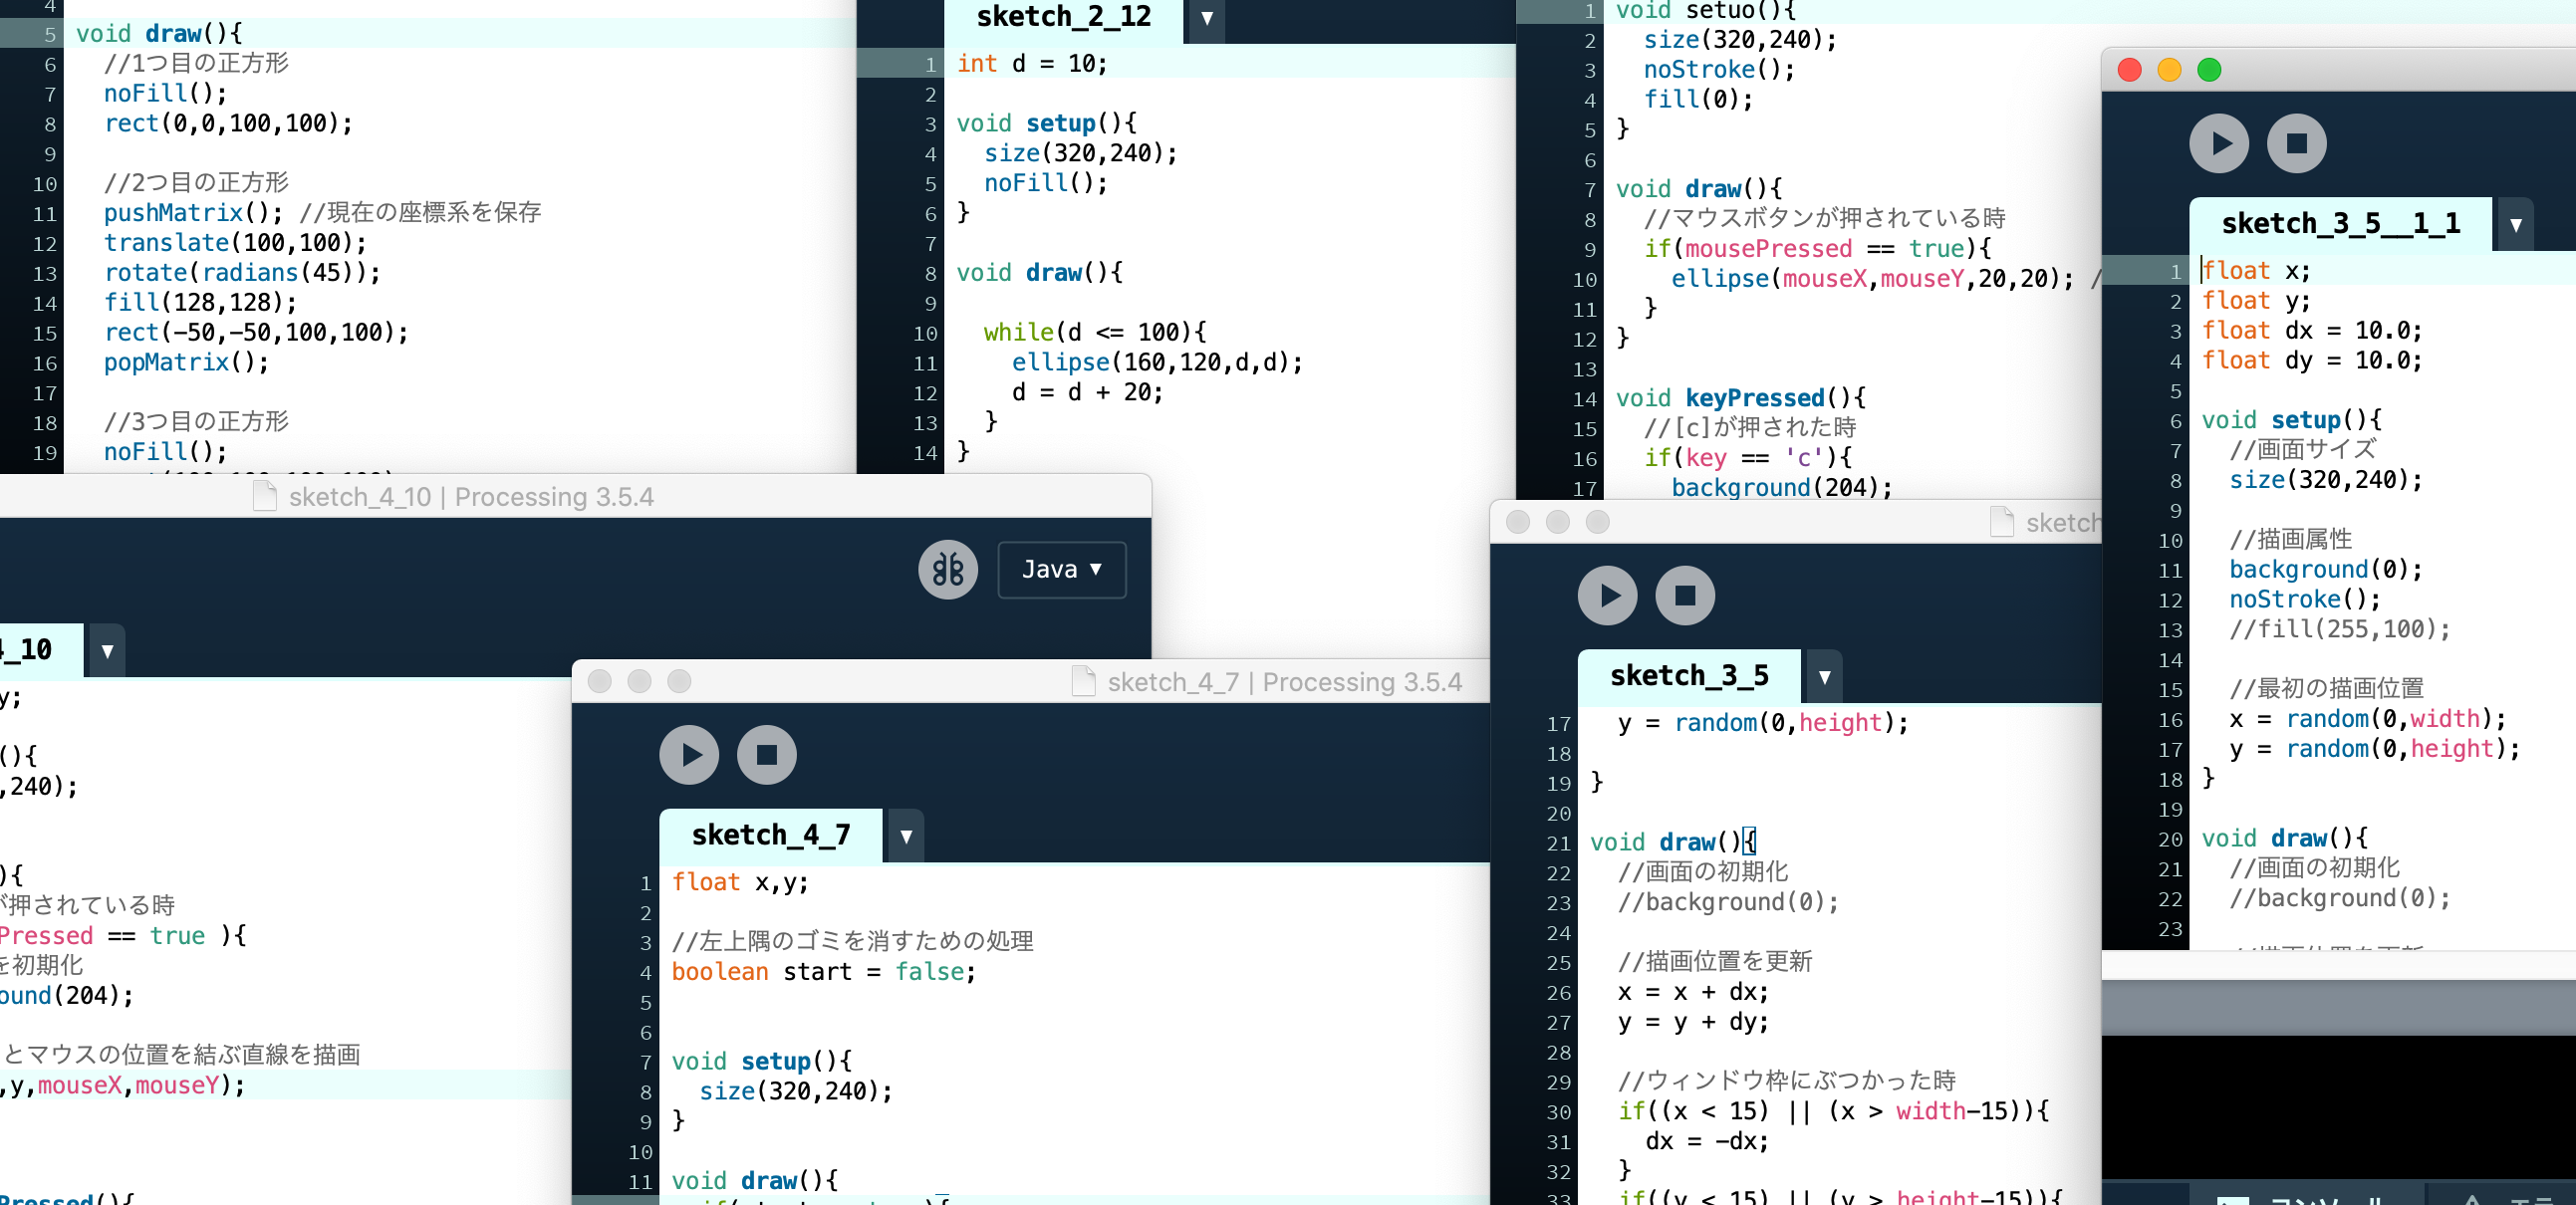 4
5 void draw(){
6 //1つ目の正方形
7 noFill();
8 rect(0,0,100,100);
9
10 //2つ目の正方形
11 pushMatrix(); //現在の座標系を保存
12 translate(100,100);
13 rotate(radians(45));
14 fill(128,128);
15 rect(-50,-50,100,100);
16 popMatrix();
17
18 //3つ目の正方形
19 noFill();
sketch_2_12 ▼
1 int d = 10;
2
3 void setup(){
4 size(320,240);
5 noFill();
6 }
7
8 void draw(){
9
10 while(d <= 100){
11 ellipse(160,120,d,d);
12 d = d + 20;
13 }
14 }
1 void setuo(){
2 size(320,240);
3 noStroke();
4 fill(0);
5 }
6
7 void draw(){
8 //マウスボタンが押されている時
9 if(mousePressed == true){
10 ellipse(mouseX,mouseY,20,20); /
11 }
12 }
13
14 void keyPressed(){
15 //[c]が押された時
16 if(key == 'c'){
17 background(204);
sketch_3_5__1_1 ▼
1 float x;
2 float y;
3 float dx = 10.0;
4 float dy = 10.0;
5
6 void setup(){
7 //画面サイズ
8 size(320,240);
9
10 //描画属性
11 background(0);
12 noStroke();
13 //fill(255,100);
14
15 //最初の描画位置
16 x = random(0,width);
17 y = random(0,height);
18 }
19
20 void draw(){
21 //画面の初期化
22 //background(0);
23
sketch_4_10 | Processing 3.5.4
Java ▼
4_10 ▼
y;
(){
,240);
){
が押されている時
Pressed == true ){
を初期化
ound(204);
とマウスの位置を結ぶ直線を描画
,y,mouseX,mouseY);
Pressed(){
sketch_4_7 | Processing 3.5.4
sketch_4_7 ▼
1 float x,y;
2
3 //左上隅のゴミを消すための処理
4 boolean start = false;
5
6
7 void setup(){
8 size(320,240);
9 }
10
11 void draw(){
sketch
sketch_3_5 ▼
17 y = random(0,height);
18
19 }
20
21 void draw(){
22 //画面の初期化
23 //background(0);
24
25 //描画位置を更新
26 x = x + dx;
27 y = y + dy;
28
29 //ウィンドウ枠にぶつかった時
30 if((x < 15) || (x > width-15)){
31 dx = -dx;
32 }
33 if((y < 15) || (y > height-15)){